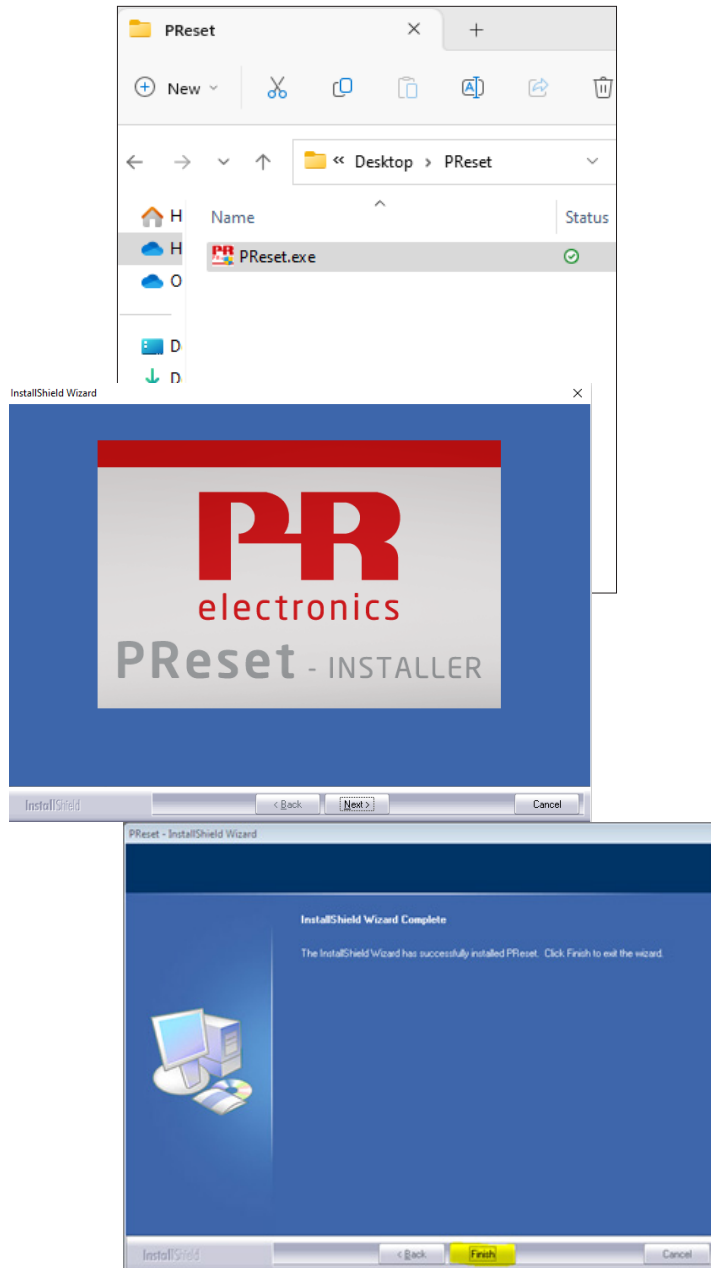 PReset
New
« Desktop › PReset
H
Name
Status
H
PReset.exe
O
D
D
InstallShield Wizard
PR
electronics
PReset - INSTALLER
InstallShield
< Back
Next >
Cancel
PReset - InstallShield Wizard
InstallShield Wizard Complete
The InstallShield Wizard has successfully installed PReset. Click Finish to exit the wizard.
InstallShield
< Back
Finish
Cancel